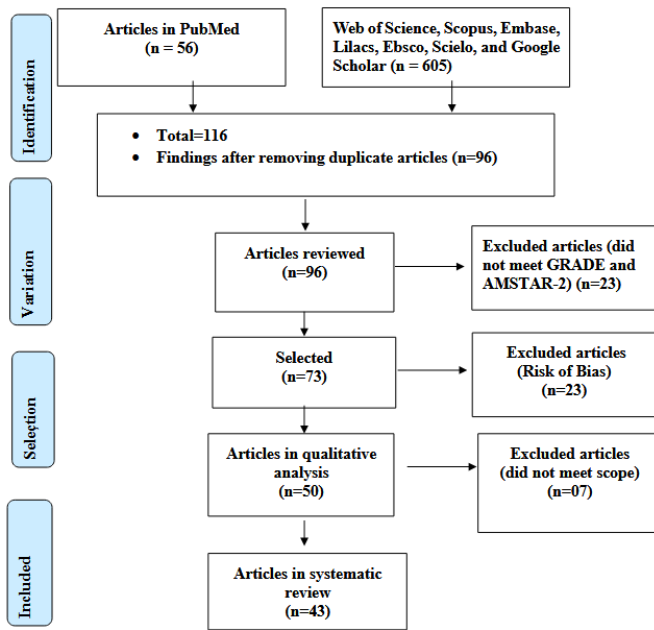 Identification
Articles in PubMed
(n = 56)
Web of Science, Scopus, Embase,
Lilacs, Ebsco, Scielo, and Google
Scholar (n = 605)
• Total=116
• Findings after removing duplicate articles (n=96)
Variation
Articles reviewed
(n=96)
Excluded articles (did
not meet GRADE and
AMSTAR-2) (n=23)
Selection
Selected
(n=73)
Excluded articles
(Risk of Bias)
(n=23)
Articles in qualitative
analysis
(n=50)
Excluded articles
(did not meet scope)
(n=07)
Included
Articles in systematic
review
(n=43)